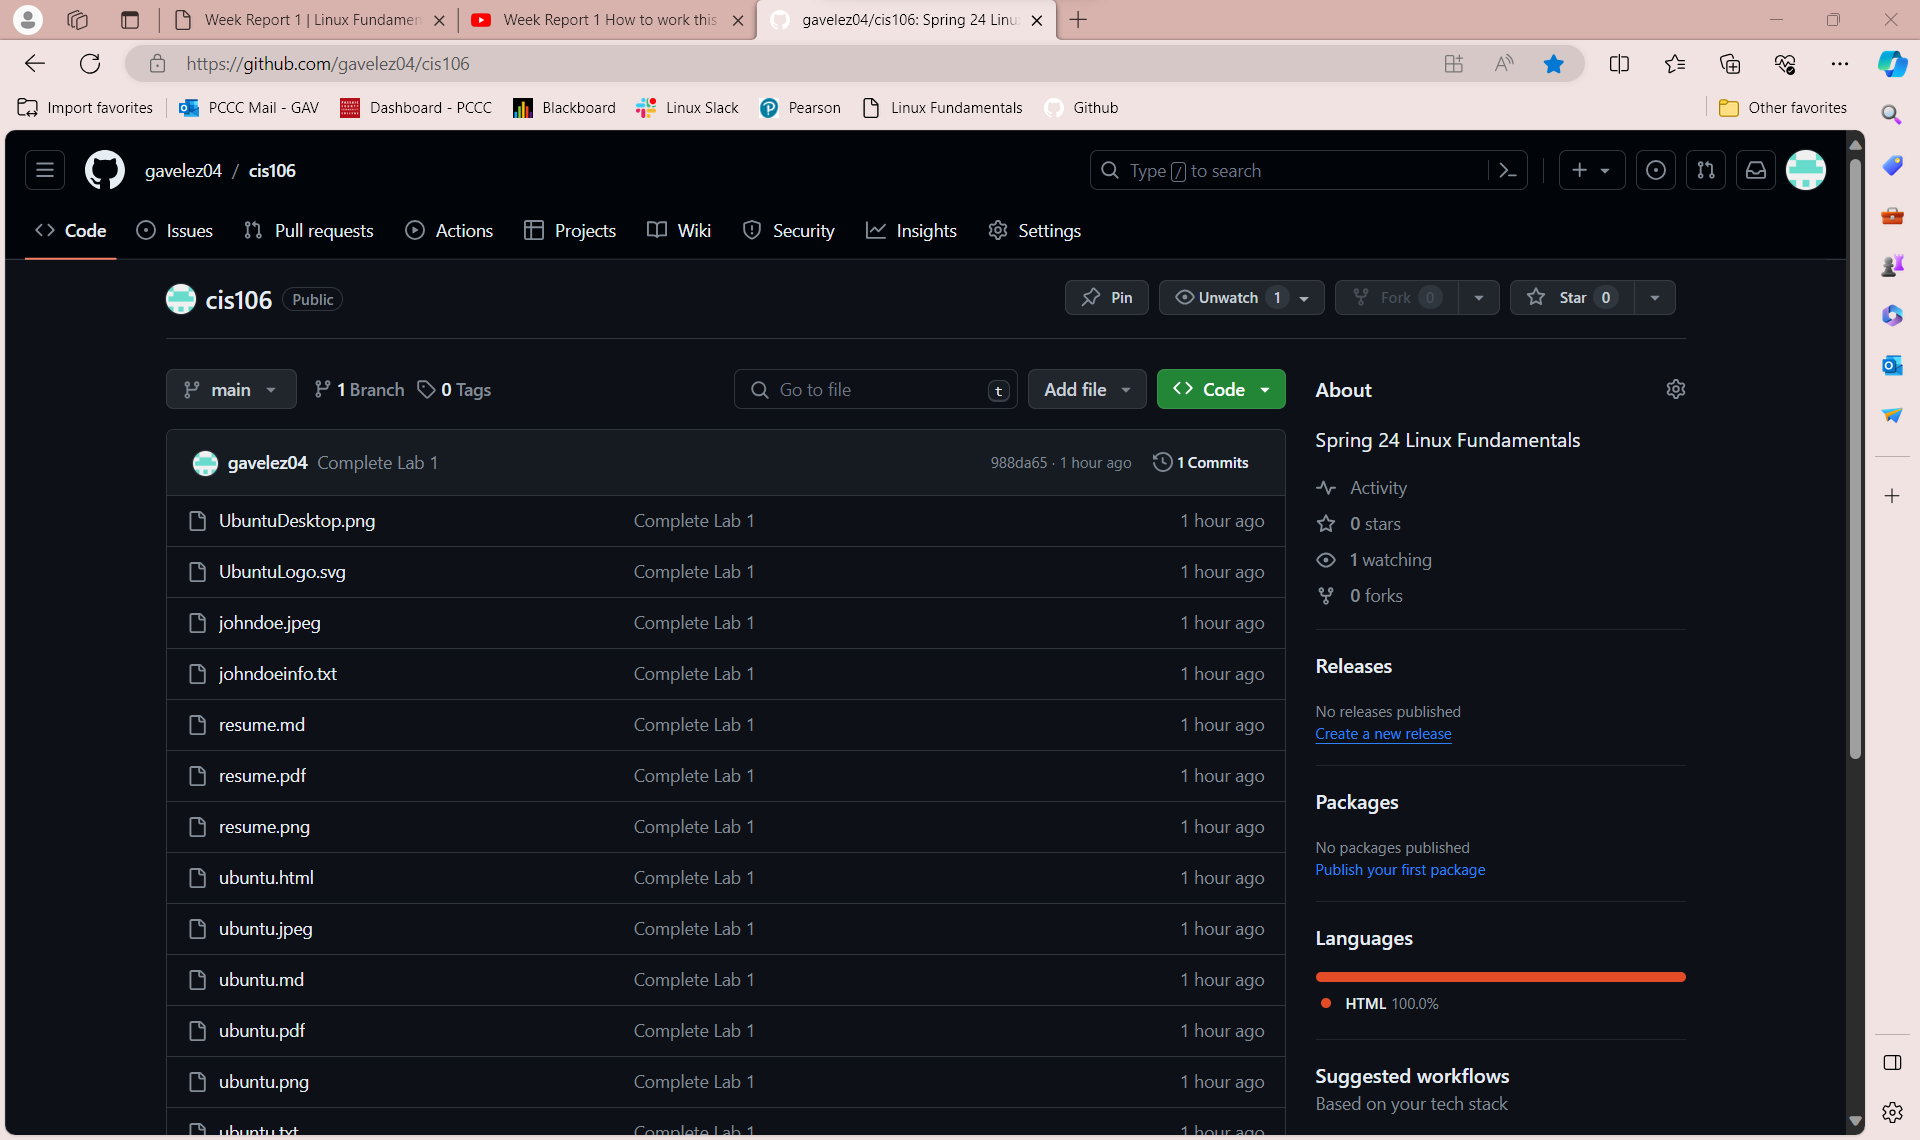 Week Report 1 | Linux Fundamen
Week Report 1 How to work this
gavelez04/cis106: Spring 24 Linu
https://github.com/gavelez04/cis106
Import favorites
PCCC Mail - GAV
Dashboard - PCCC
Blackboard
Linux Slack
Pearson
Linux Fundamentals
Github
Other favorites
gavelez04 / cis106
Type / to search
Code
Issues
Pull requests
Actions
Projects
Wiki
Security
Insights
Settings
cis106 Public
Pin
Unwatch 1
Fork 0
Star 0
main
1 Branch
0 Tags
Go to file t
Add file
Code
gavelez04 Complete Lab 1 988da65 · 1 hour ago 1 Commits
UbuntuDesktop.png Complete Lab 1 1 hour ago
UbuntuLogo.svg Complete Lab 1 1 hour ago
johndoe.jpeg Complete Lab 1 1 hour ago
johndoeinfo.txt Complete Lab 1 1 hour ago
resume.md Complete Lab 1 1 hour ago
resume.pdf Complete Lab 1 1 hour ago
resume.png Complete Lab 1 1 hour ago
ubuntu.html Complete Lab 1 1 hour ago
ubuntu.jpeg Complete Lab 1 1 hour ago
ubuntu.md Complete Lab 1 1 hour ago
ubuntu.pdf Complete Lab 1 1 hour ago
ubuntu.png Complete Lab 1 1 hour ago
ubuntu.txt Complete Lab 1 1 hour ago
About
Spring 24 Linux Fundamentals
Activity
0 stars
1 watching
0 forks
Releases
No releases published
Create a new release
Packages
No packages published
Publish your first package
Languages
HTML 100.0%
Suggested workflows
Based on your tech stack